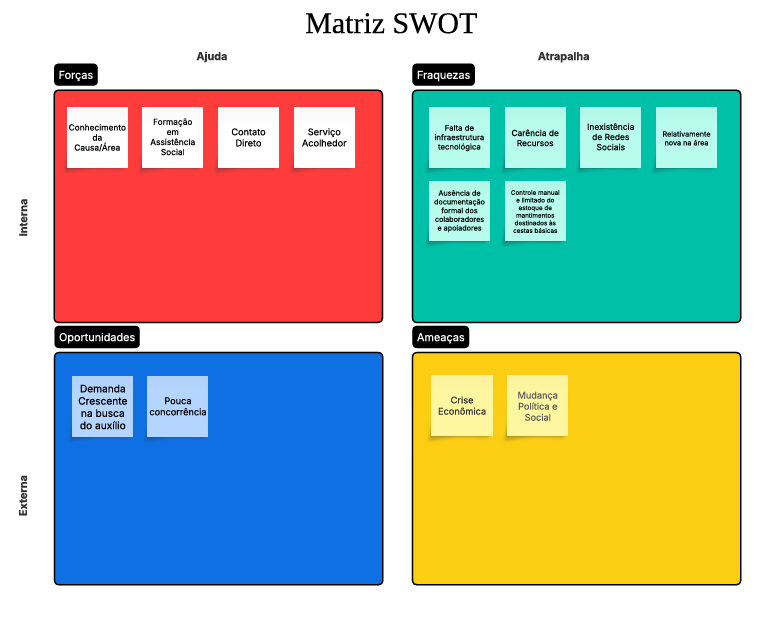 Matriz SWOT
Ajuda
Atrapalha
Forças
Fraquezas
Interna
Conhecimento
da
Causa/Área
Formação
em
Assistência
Social
Contato
Direto
Serviço
Acolhedor
Falta de
infraestrutura
tecnológica
Carência de
Recursos
Inexistência
de Redes
Sociais
Relativamente
nova na área
Ausência de
documentação
formal dos
colaboradores
e apoiadores
Controle manual
e limitado do
estoque de
mantimentos
destinados às
cestas básicas
Oportunidades
Ameaças
Externa
Demanda
Crescente
na busca
do auxílio
Pouca
concorrência
Crise
Econômica
Mudança
Política e
Social